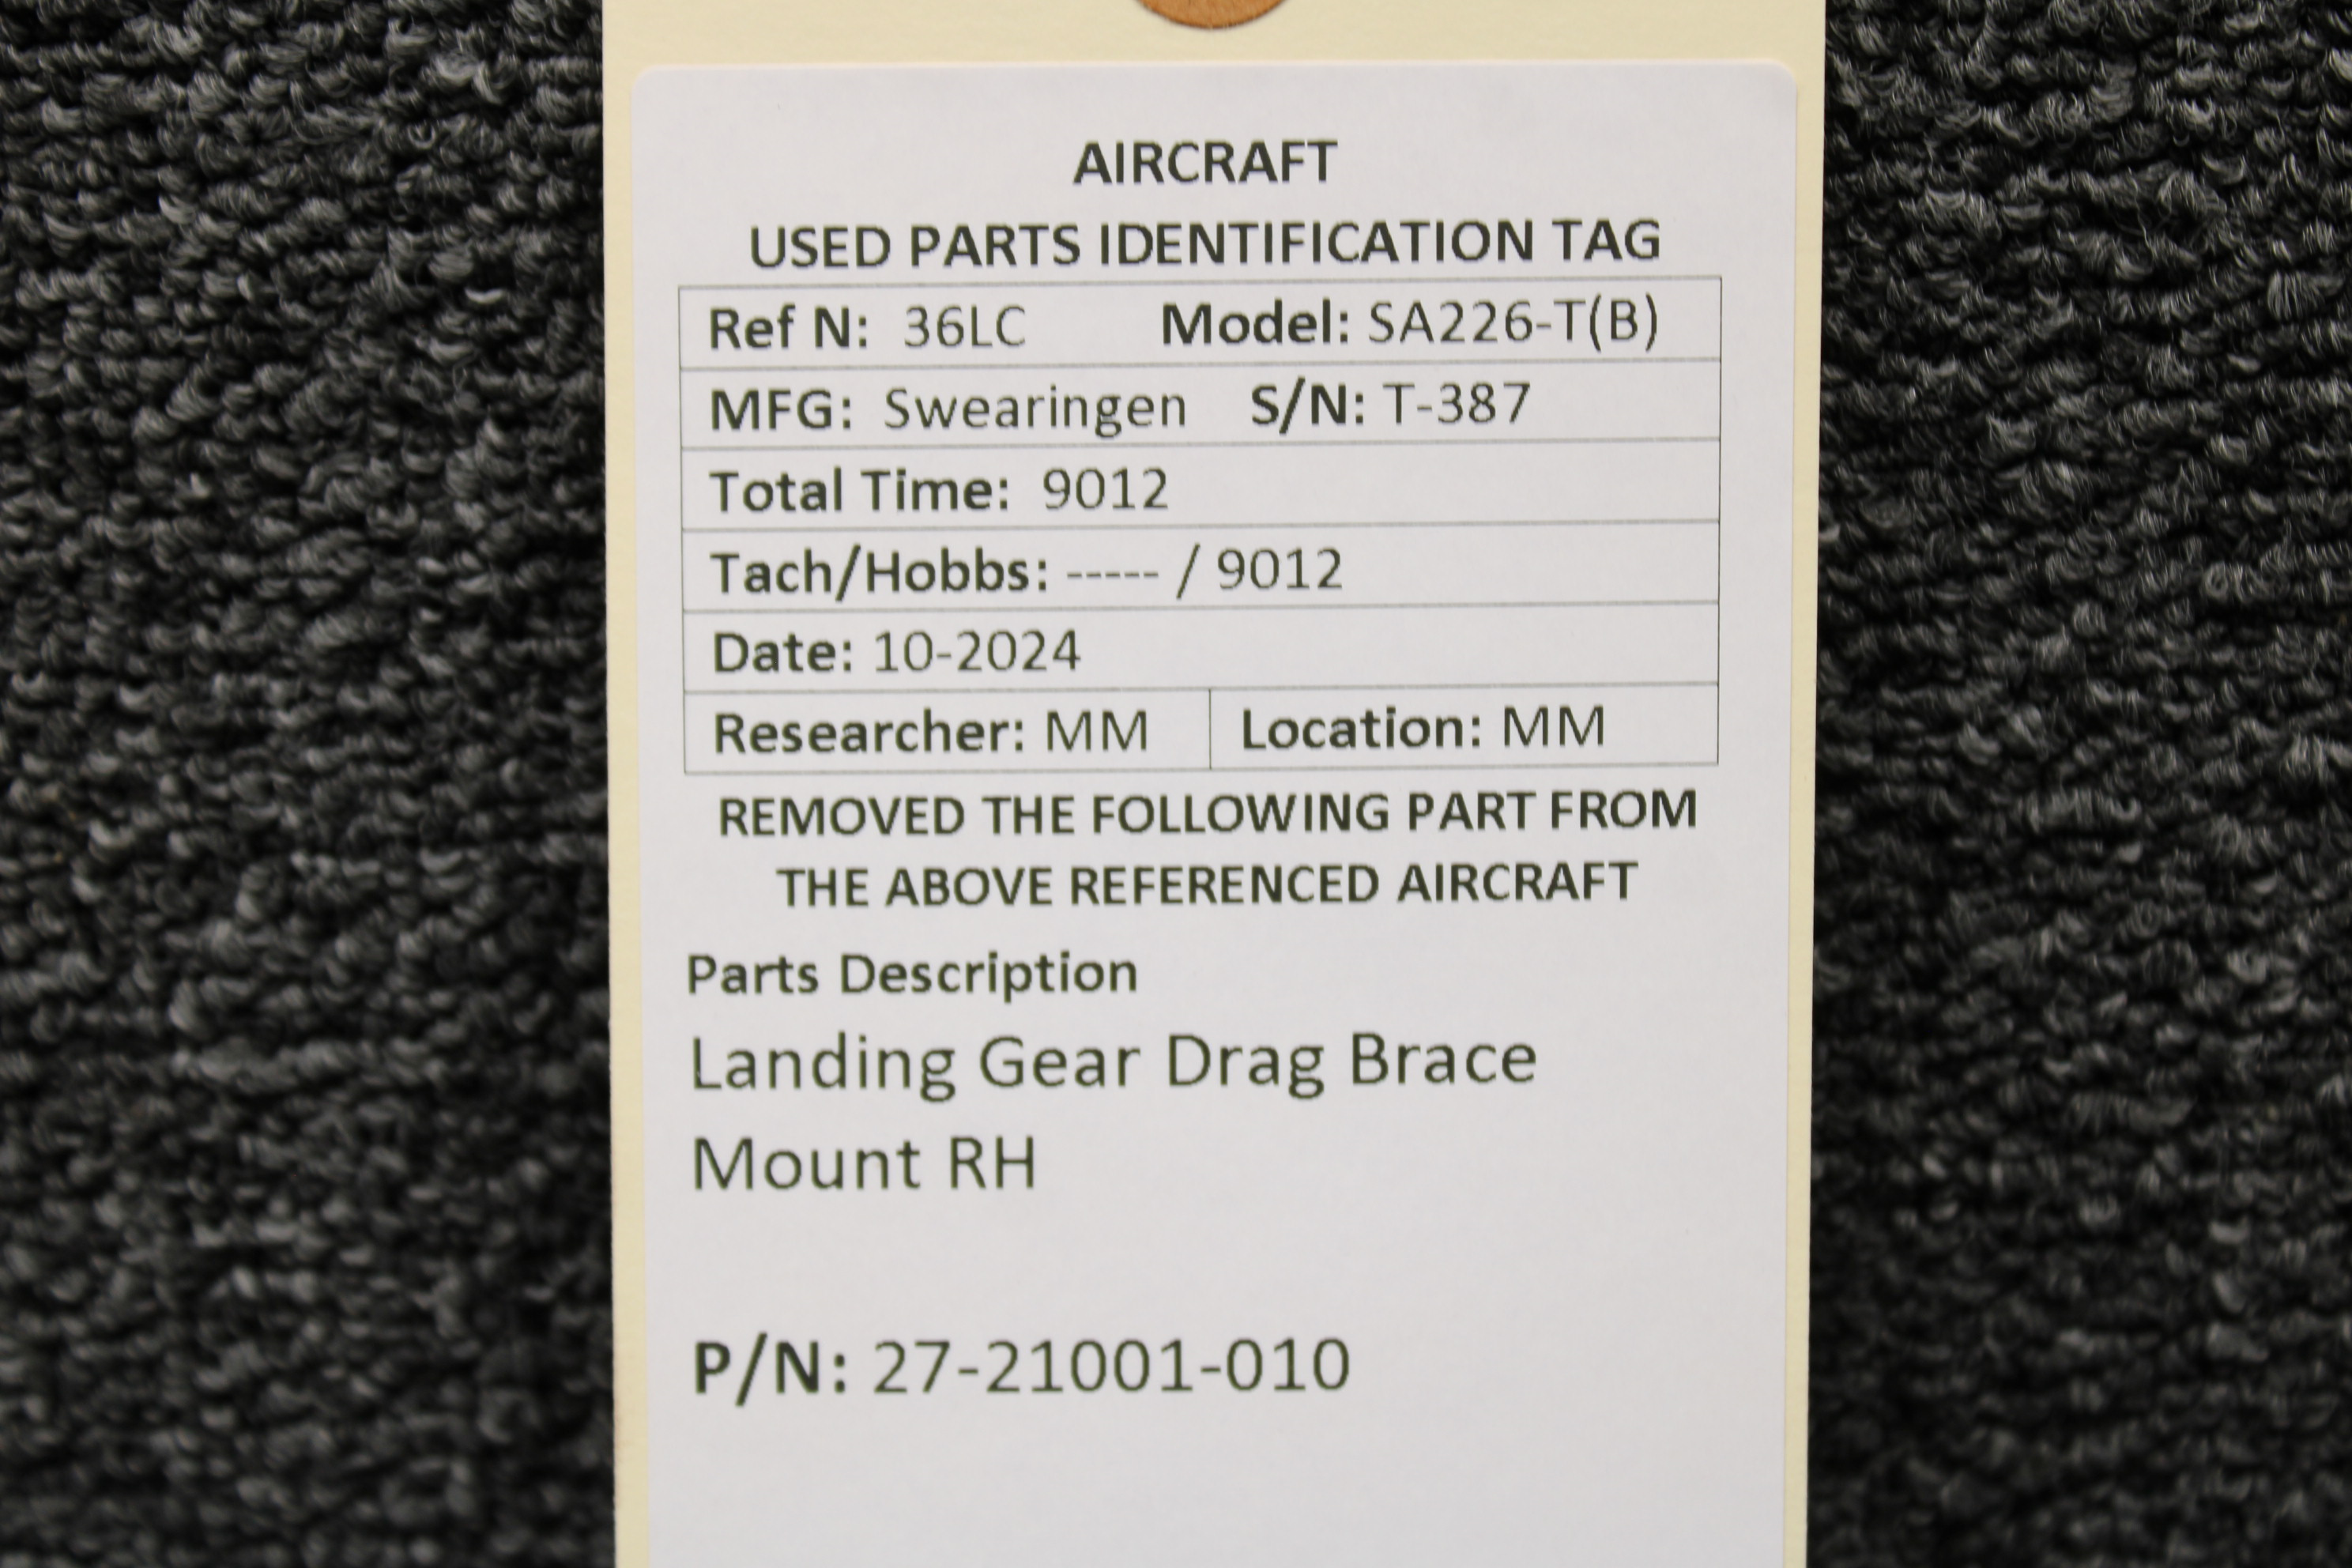 AIRCRAFT
USED PARTS IDENTIFICATION TAG
Ref N: 36LC Model: SA226-T(B)
MFG: Swearingen S/N: T-387
Total Time: 9012
Tach/Hobbs: ----- / 9012
Date: 10-2024
Researcher: MM Location: MM
REMOVED THE FOLLOWING PART FROM
THE ABOVE REFERENCED AIRCRAFT
Parts Description
Landing Gear Drag Brace
Mount RH
P/N: 27-21001-010